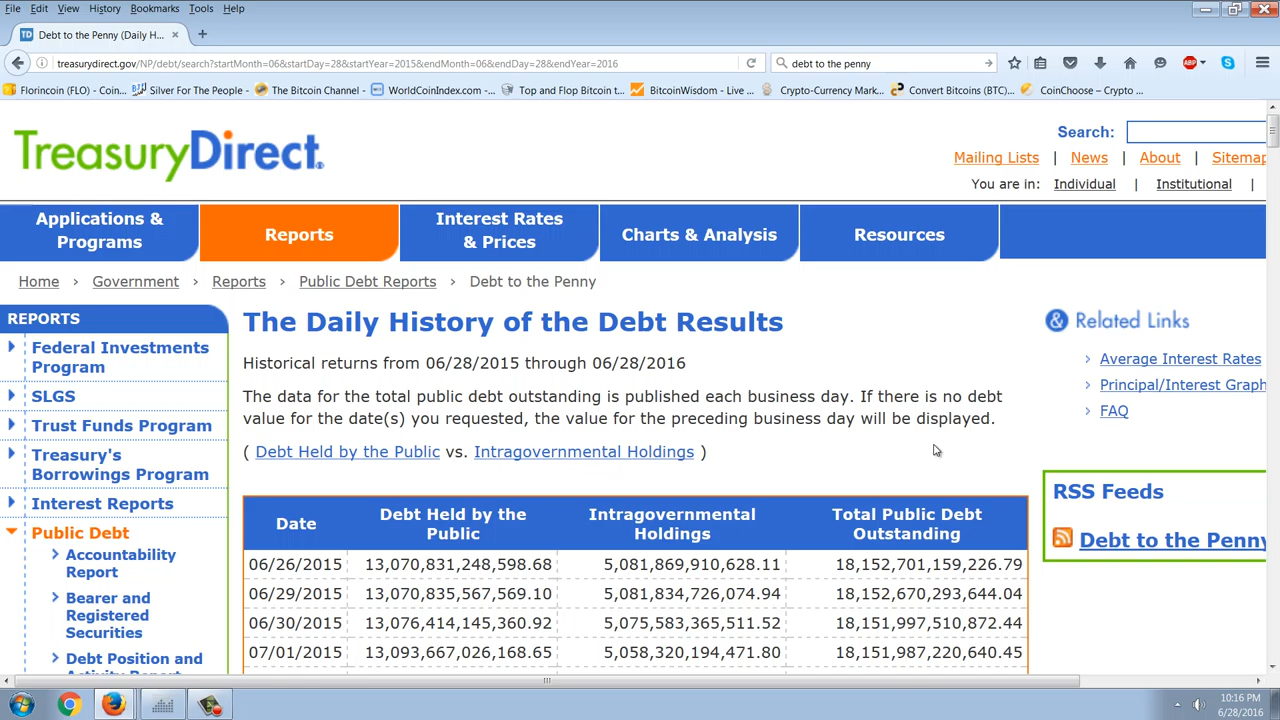 File Edit View History Bookmarks Tools Help
TD Debt to the Penny (Daily H... × +
treasurydirect.gov/NP/debt/search?startMonth=06&startDay=28&startYear=2015&endMonth=06&endDay=28&endYear=2016
debt to the penny
ABP
Florincoin (FLO) - Coin... Silver For The People - ... The Bitcoin Channel - ... WorldCoinIndex.com -... Top and Flop Bitcoin t... BitcoinWisdom - Live ... Crypto-Currency Mark... Convert Bitcoins (BTC)... CoinChoose – Crypto ...
TreasuryDirect®
Search:
Mailing Lists | News | About | Sitemap
You are in: Individual | Institutional |
Applications & Programs
Reports
Interest Rates & Prices
Charts & Analysis
Resources
Home › Government › Reports › Public Debt Reports › Debt to the Penny
REPORTS
Federal Investments
Program
SLGS
Trust Funds Program
Treasury's
Borrowings Program
Interest Reports
Public Debt
Accountability
Report
Bearer and
Registered
Securities
Debt Position and
Activity Report
The Daily History of the Debt Results
Historical returns from 06/28/2015 through 06/28/2016
The data for the total public debt outstanding is published each business day. If there is no debt
value for the date(s) you requested, the value for the preceding business day will be displayed.
( Debt Held by the Public vs. Intragovernmental Holdings )
Date Debt Held by the Public Intragovernmental Holdings Total Public Debt Outstanding
06/26/2015 13,070,831,248,598.68 5,081,869,910,628.11 18,152,701,159,226.79
06/29/2015 13,070,835,567,569.10 5,081,834,726,074.94 18,152,670,293,644.04
06/30/2015 13,076,414,145,360.92 5,075,583,365,511.52 18,151,997,510,872.44
07/01/2015 13,093,667,026,168.65 5,058,320,194,471.80 18,151,987,220,640.45
& Related Links
Average Interest Rates
Principal/Interest Graph
FAQ
RSS Feeds
Debt to the Penny
10:16 PM
6/28/2016